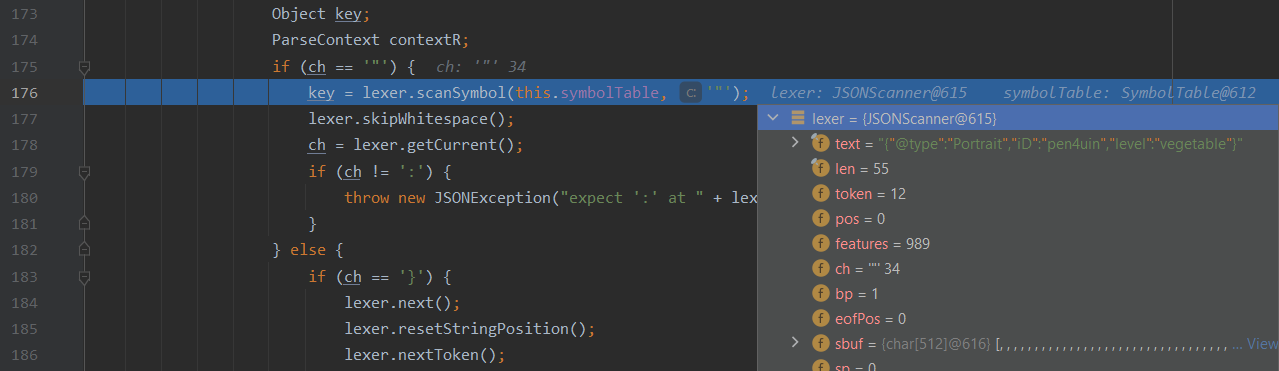 173 Object key;
174 ParseContext contextR;
175 if (ch == '"') { ch: '"' 34
176 key = lexer.scanSymbol(this.symbolTable, c: '"'); lexer: JSONScanner@615 symbolTable: SymbolTable@612
177 lexer.skipWhitespace();
lexer = {JSONScanner@615}
178 ch = lexer.getCurrent();
text = "{"@type":"Portrait","iD":"pen4uin","level":"vegetable"}"
179 if (ch != ':') {
len = 55
180 throw new JSONException("expect ':' at " + lex
token = 12
181 }
pos = 0
182 } else {
features = 989
183 if (ch == '}') {
ch = '"' 34
184 lexer.next();
bp = 1
185 lexer.resetStringPosition();
eofPos = 0
186 lexer.nextToken();
sbuf = {char[512]@616} [,,,,,,,,,,,,,,,,,,,,,,,,,,,,,,,, ... View
sp = 0